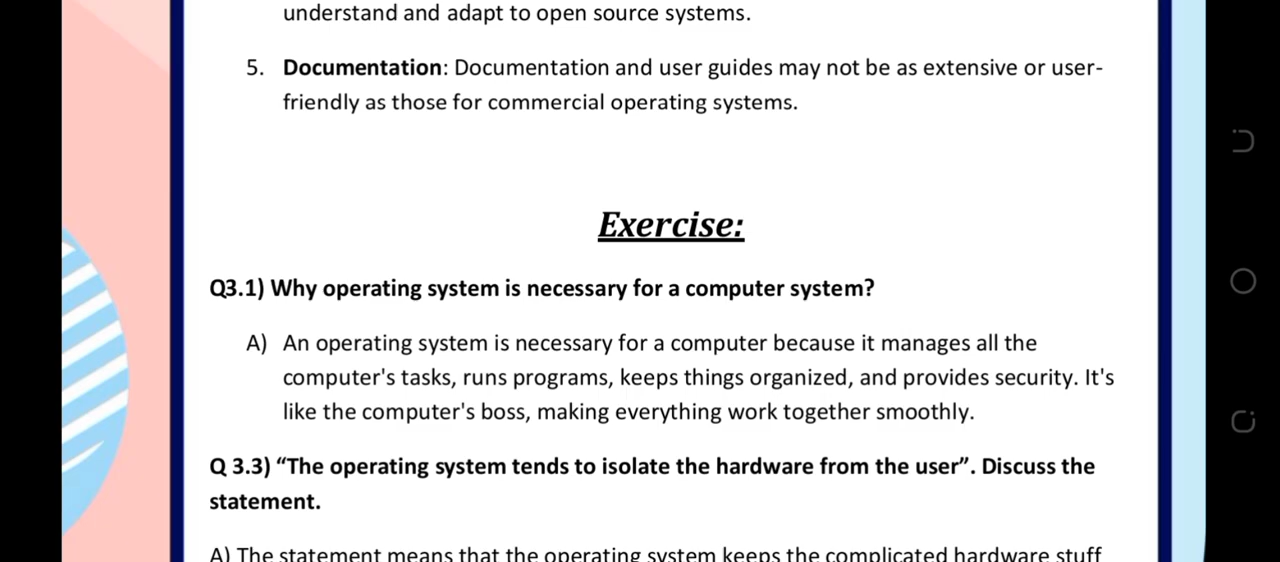 understand and adapt to open source systems.
5. Documentation: Documentation and user guides may not be as extensive or user-
friendly as those for commercial operating systems.
Exercise:
Q3.1) Why operating system is necessary for a computer system?
A) An operating system is necessary for a computer because it manages all the
computer's tasks, runs programs, keeps things organized, and provides security. It's
like the computer's boss, making everything work together smoothly.
Q 3.3) “The operating system tends to isolate the hardware from the user”. Discuss the
statement.
A) The statement means that the operating system keeps the complicated hardware stuff